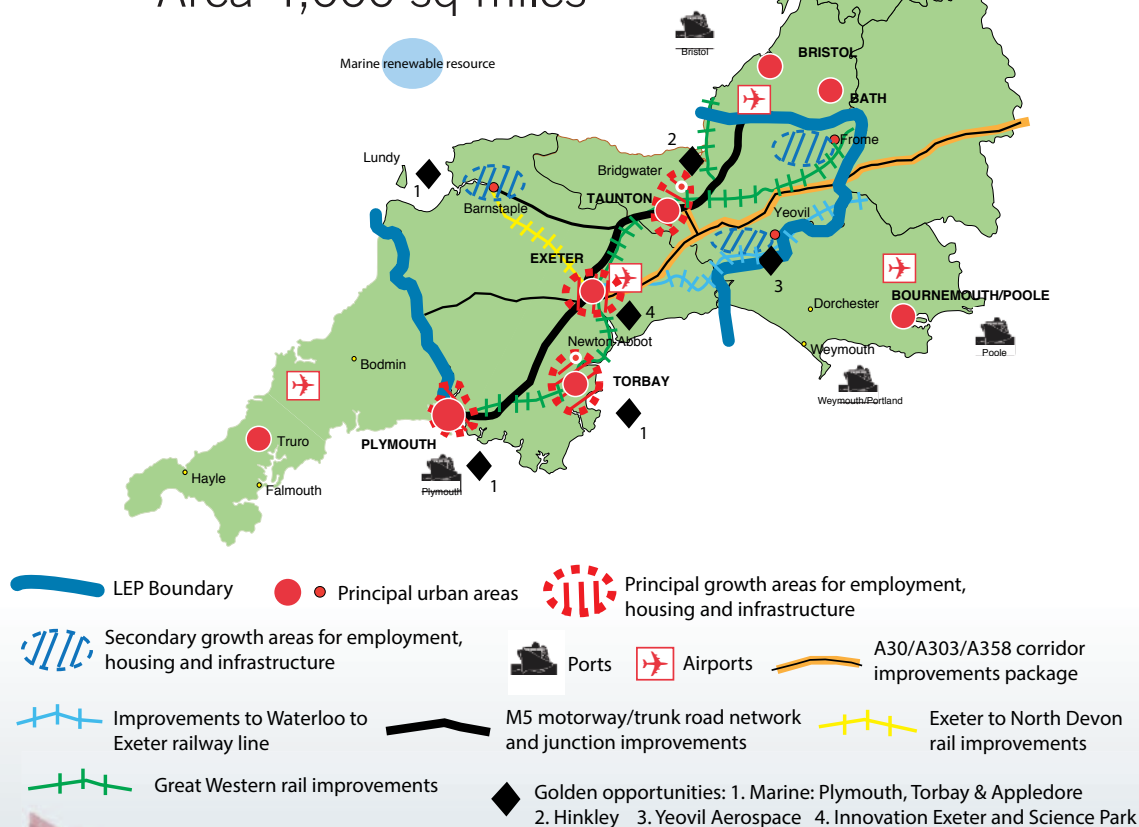 Area 4,000 sq miles
Bristol
BRISTOL
Marine renewable resource
BATH
2
Frome
Lundy
Bridgwater
1
TAUNTON
Barnstaple
Yeovil
EXETER
3
BOURNEMOUTH/POOLE
Dorchester
4
Newton Abbot
Weymouth
Poole
Bodmin
TORBAY
Weymouth/Portland
1
PLYMOUTH
Truro
Hayle
Plymouth
1
Falmouth
LEP Boundary
Principal urban areas
Principal growth areas for employment,
housing and infrastructure
Secondary growth areas for employment,
housing and infrastructure
Ports
Airports
A30/A303/A358 corridor
improvements package
Improvements to Waterloo to
Exeter railway line
M5 motorway/trunk road network
and junction improvements
Exeter to North Devon
rail improvements
Great Western rail improvements
Golden opportunities: 1. Marine: Plymouth, Torbay & Appledore
2. Hinkley 3. Yeovil Aerospace 4. Innovation Exeter and Science Park